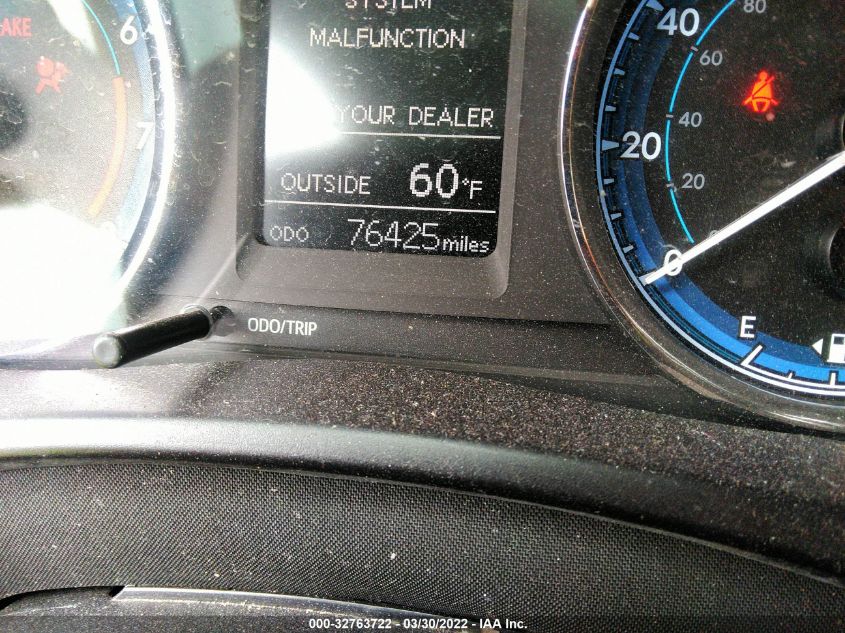 SYSTEM
MALFUNCTION
YOUR DEALER
OUTSIDE 60°F
ODO 76425 miles
ODO/TRIP
6
7
AKE
40
20
0
80
60
40
20
E
000-32763722 - 03/30/2022 - IAA Inc.